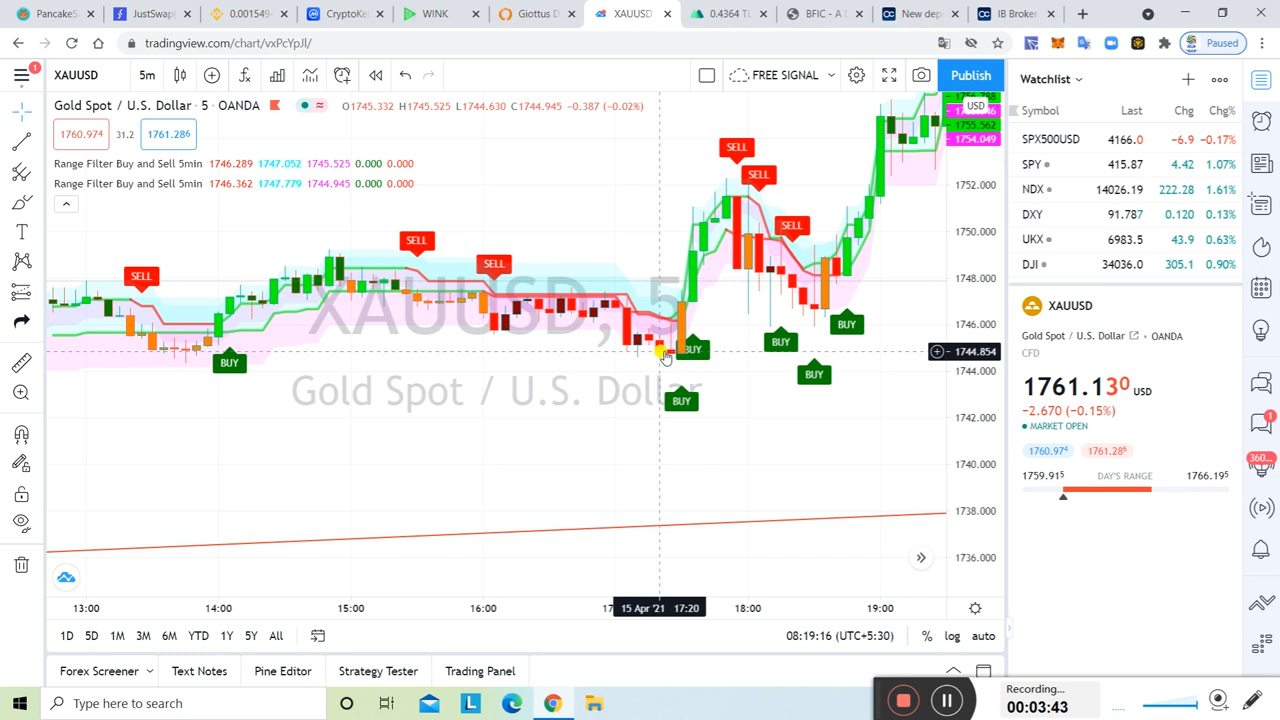 PancakeS
JustSwap
0.0015494
CryptoKe
WINK
Giottus D
XAUUSD
0.4364 TL
BFIC - A D
New dep
IB Broker
tradingview.com/chart/vxPcYpJl/
Paused
1
XAUUSD
5m
FREE SIGNAL
Publish
Watchlist
Gold Spot / U.S. Dollar · 5 · OANDA
O1745.332 H1745.525 L1744.630 C1744.945 -0.387 (-0.02%)
USD
1755.562
1754.049
1760.97⁴
31.2
1761.28⁶
Range Filter Buy and Sell 5min 1746.289 1747.052 1745.525 0.000 0.000
Range Filter Buy and Sell 5min 1746.362 1747.779 1744.945 0.000 0.000
Symbol Last Chg Chg%
SPX500USD 4166.0 -6.9 -0.17%
SPY 415.87 4.42 1.07%
NDX 14026.19 222.28 1.61%
DXY 91.787 0.120 0.13%
UKX 6983.5 43.9 0.63%
DJI 34036.0 305.1 0.90%
SELL
SELL
SELL
SELL
SELL
SELL
BUY
BUY
BUY
BUY
BUY
BUY
XAUUSD, 5
Gold Spot / U.S. Dollar
1752.000
1750.000
1748.000
1746.000
1744.854
1744.000
1742.000
1740.000
1738.000
1736.000
XAUUSD
Gold Spot / U.S. Dollar · OANDA
CFD
1761.130 USD
-2.670 (-0.15%)
MARKET OPEN
1760.97⁴
1761.28⁶
1759.91⁵
DAY'S RANGE
1766.19⁵
1
360...
13:00
14:00
15:00
16:00
15 Apr '21 17:20
18:00
19:00
1D 5D 1M 3M 6M YTD 1Y 5Y All
08:19:16 (UTC+5:30)
% log auto
Forex Screener
Text Notes
Pine Editor
Strategy Tester
Trading Panel
Type here to search
L
Recording...
00:03:43